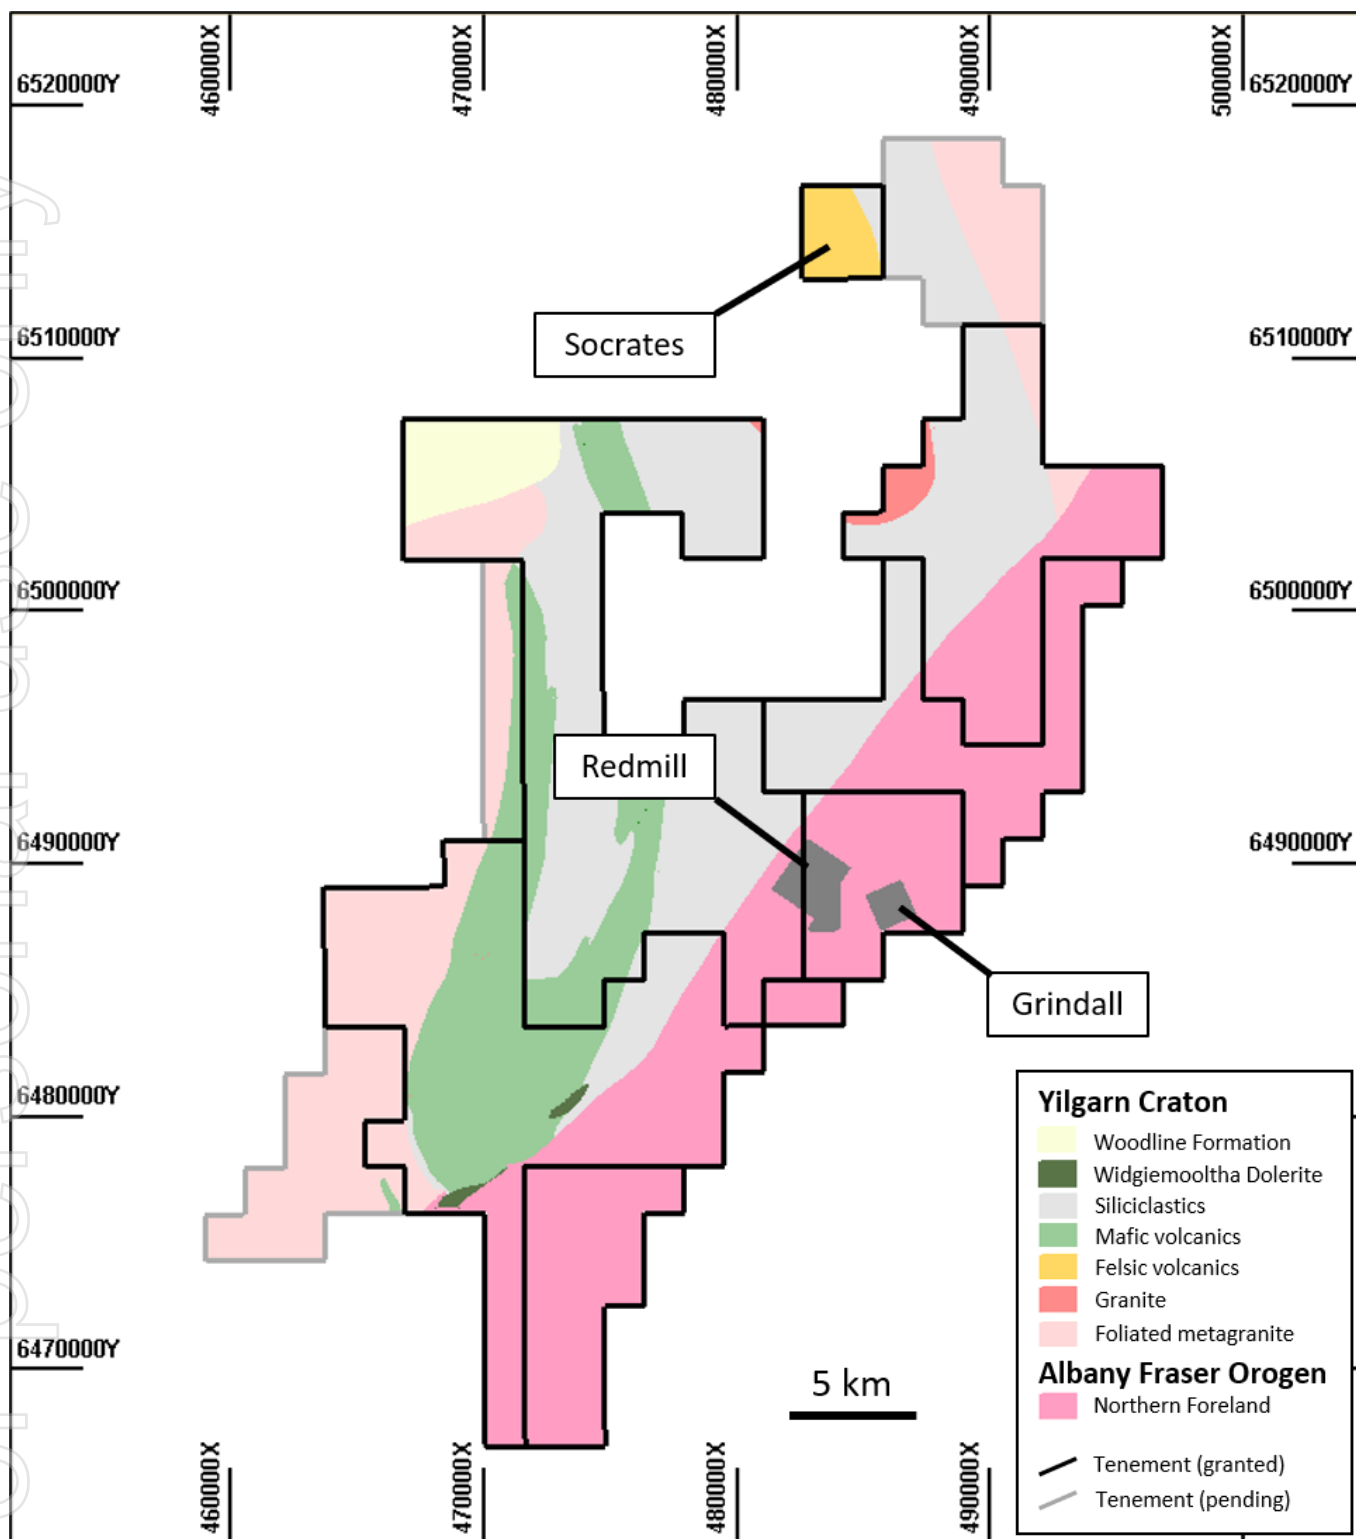 460000X
470000X
480000X
490000X
500000X
6520000Y
6520000Y
Socrates
6510000Y
6510000Y
6500000Y
6500000Y
Redmill
6490000Y
6490000Y
Grindall
6480000Y
Yilgarn Craton
Woodline Formation
Widgiemooltha Dolerite
Siliciclastics
Mafic volcanics
Felsic volcanics
Granite
Foliated metagranite
Albany Fraser Orogen
Northern Foreland
Tenement (granted)
Tenement (pending)
6470000Y
5 km
460000X
470000X
480000X
490000X